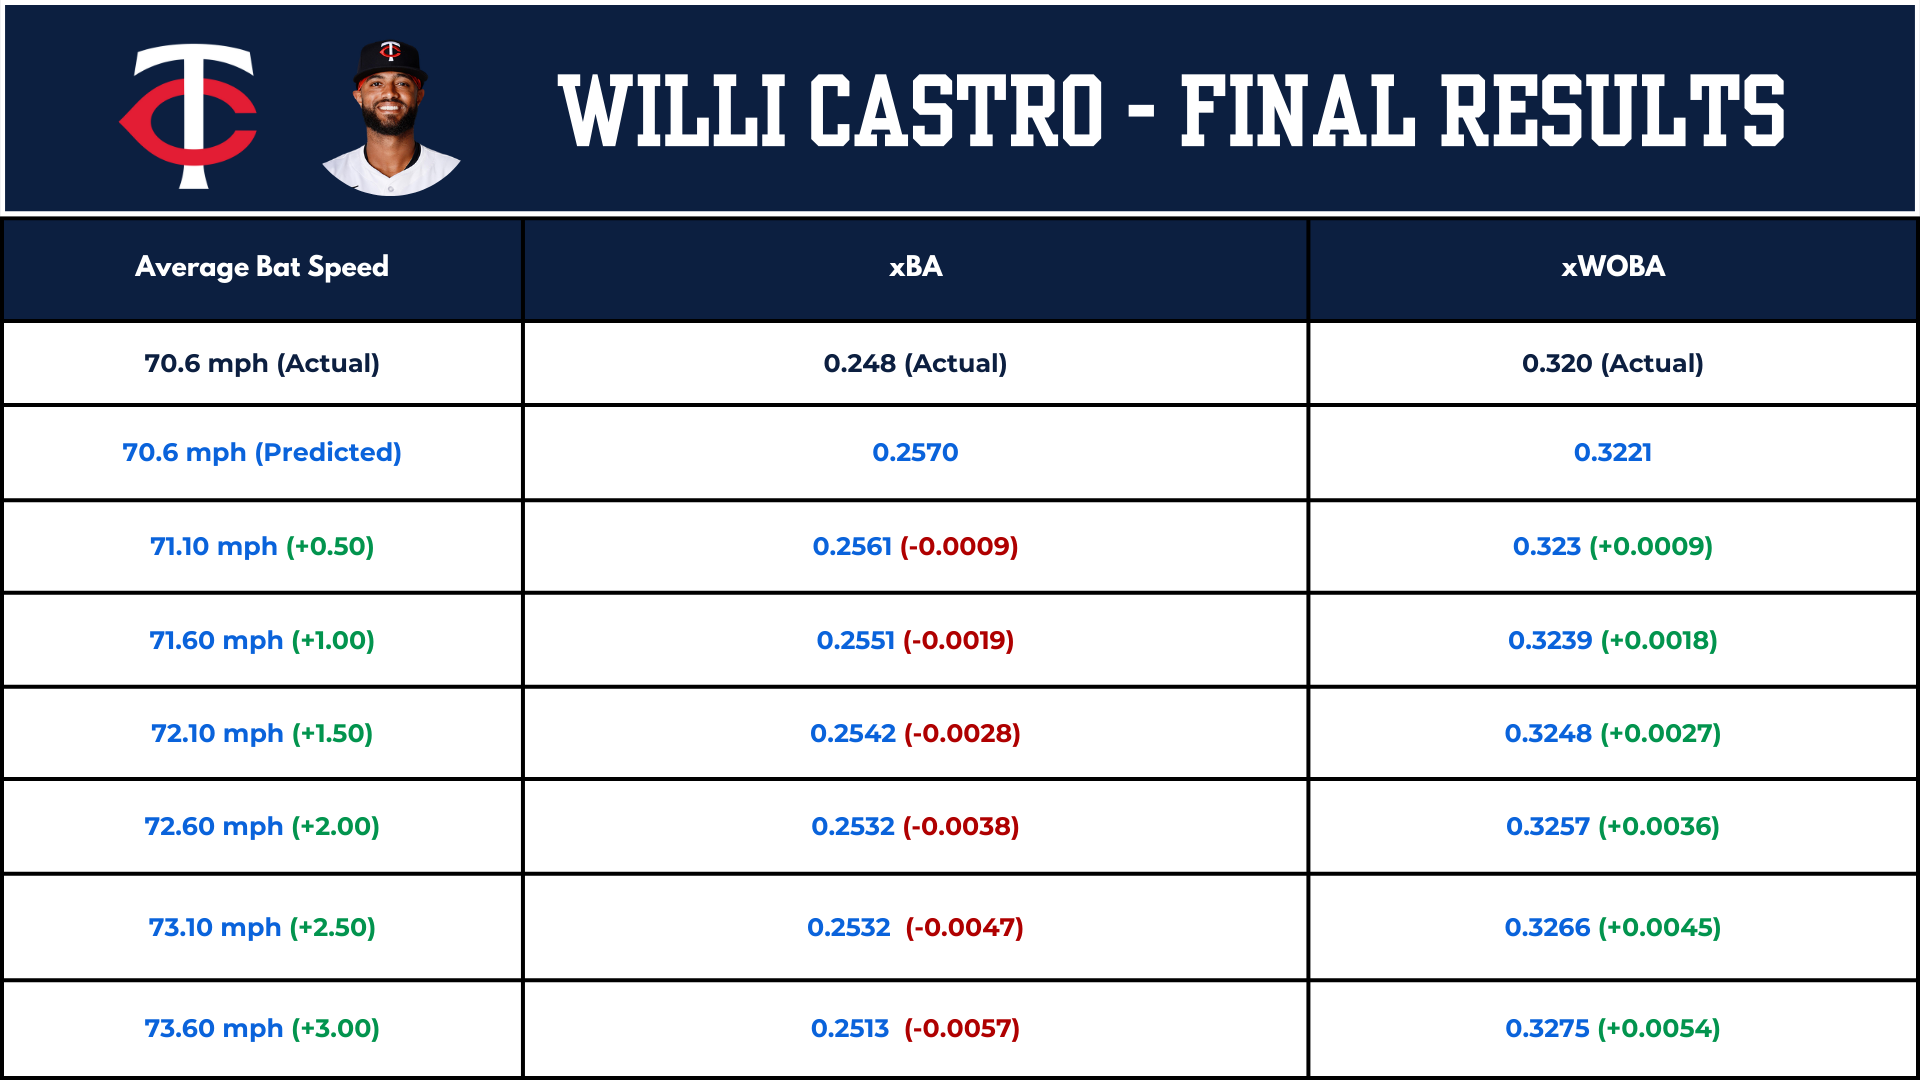 WILLI CASTRO - FINAL RESULTS
Average Bat Speed xBA xWOBA
70.6 mph (Actual) 0.248 (Actual) 0.320 (Actual)
70.6 mph (Predicted) 0.2570 0.3221
71.10 mph (+0.50) 0.2561 (-0.0009) 0.323 (+0.0009)
71.60 mph (+1.00) 0.2551 (-0.0019) 0.3239 (+0.0018)
72.10 mph (+1.50) 0.2542 (-0.0028) 0.3248 (+0.0027)
72.60 mph (+2.00) 0.2532 (-0.0038) 0.3257 (+0.0036)
73.10 mph (+2.50) 0.2532 (-0.0047) 0.3266 (+0.0045)
73.60 mph (+3.00) 0.2513 (-0.0057) 0.3275 (+0.0054)